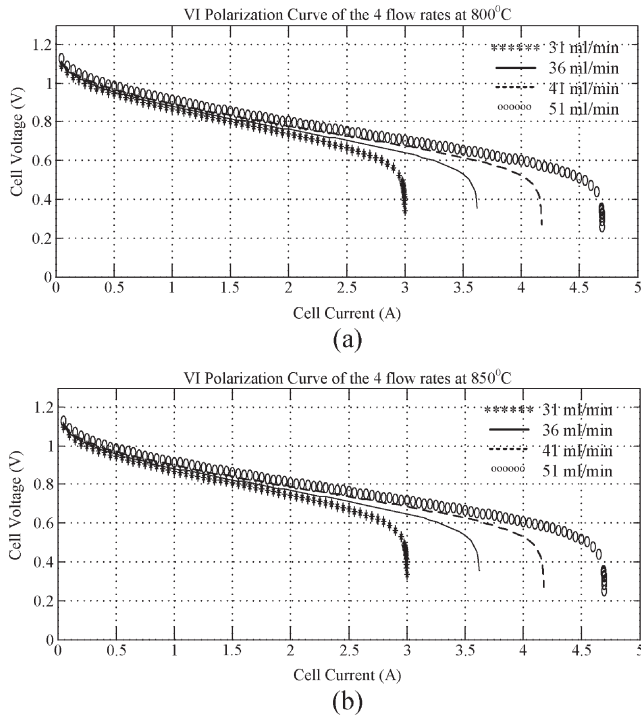 VI Polarization Curve of the 4 flow rates at 800⁰C
1.2
1
0.8
0.6
0.4
0.2
0
Cell Voltage (V)
31 ml/min
36 ml/min
41 ml/min
51 ml/min
0 0.5 1 1.5 2 2.5 3 3.5 4 4.5 5
Cell Current (A)
(a)
VI Polarization Curve of the 4 flow rates at 850⁰C
1.2
1
0.8
0.6
0.4
0.2
0
Cell Voltage (V)
31 ml/min
36 ml/min
41 ml/min
51 ml/min
0 0.5 1 1.5 2 2.5 3 3.5 4 4.5 5
Cell Current (A)
(b)